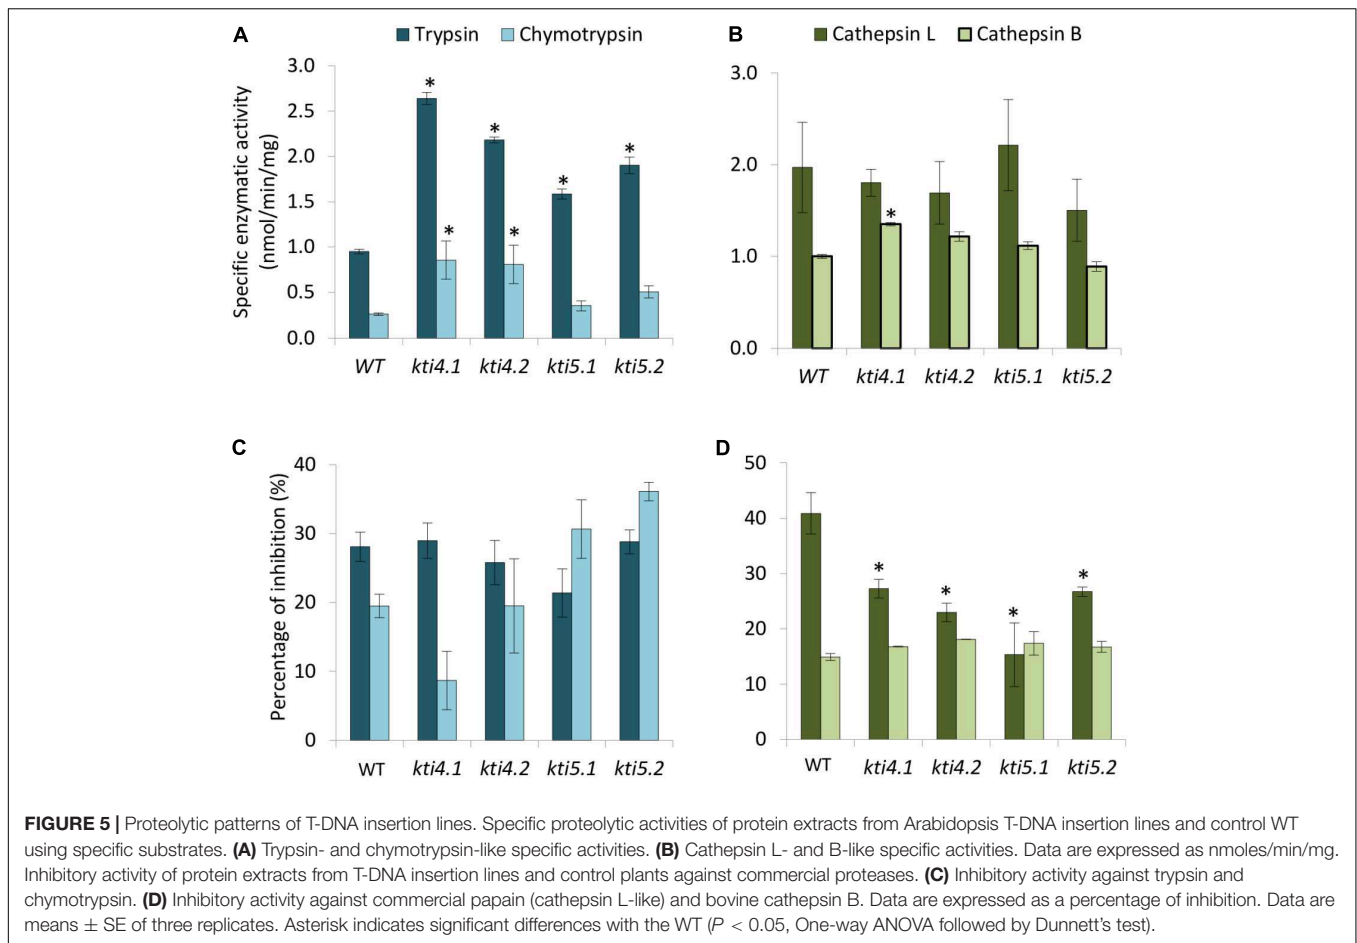 A
Trypsin Chymotrypsin
Specific enzymatic activity
(nmol/min/mg)
3.0
2.5
2.0
1.5
1.0
0.5
0.0
* * * * * *
WT kti4.1 kti4.2 kti5.1 kti5.2
B
Cathepsin L Cathepsin B
3.0
2.0
1.0
0.0
*
WT kti4.1 kti4.2 kti5.1 kti5.2
C
Percentage of inhibition (%)
40
30
20
10
0
WT kti4.1 kti4.2 kti5.1 kti5.2
D
50
40
30
20
10
0
* * * *
WT kti4.1 kti4.2 kti5.1 kti5.2
FIGURE 5 | Proteolytic patterns of T-DNA insertion lines. Specific proteolytic activities of protein extracts from Arabidopsis T-DNA insertion lines and control WT
using specific substrates. (A) Trypsin- and chymotrypsin-like specific activities. (B) Cathepsin L- and B-like specific activities. Data are expressed as nmoles/min/mg.
Inhibitory activity of protein extracts from T-DNA insertion lines and control plants against commercial proteases. (C) Inhibitory activity against trypsin and
chymotrypsin. (D) Inhibitory activity against commercial papain (cathepsin L-like) and bovine cathepsin B. Data are expressed as a percentage of inhibition. Data are
means ± SE of three replicates. Asterisk indicates significant differences with the WT (P < 0.05, One-way ANOVA followed by Dunnett's test).